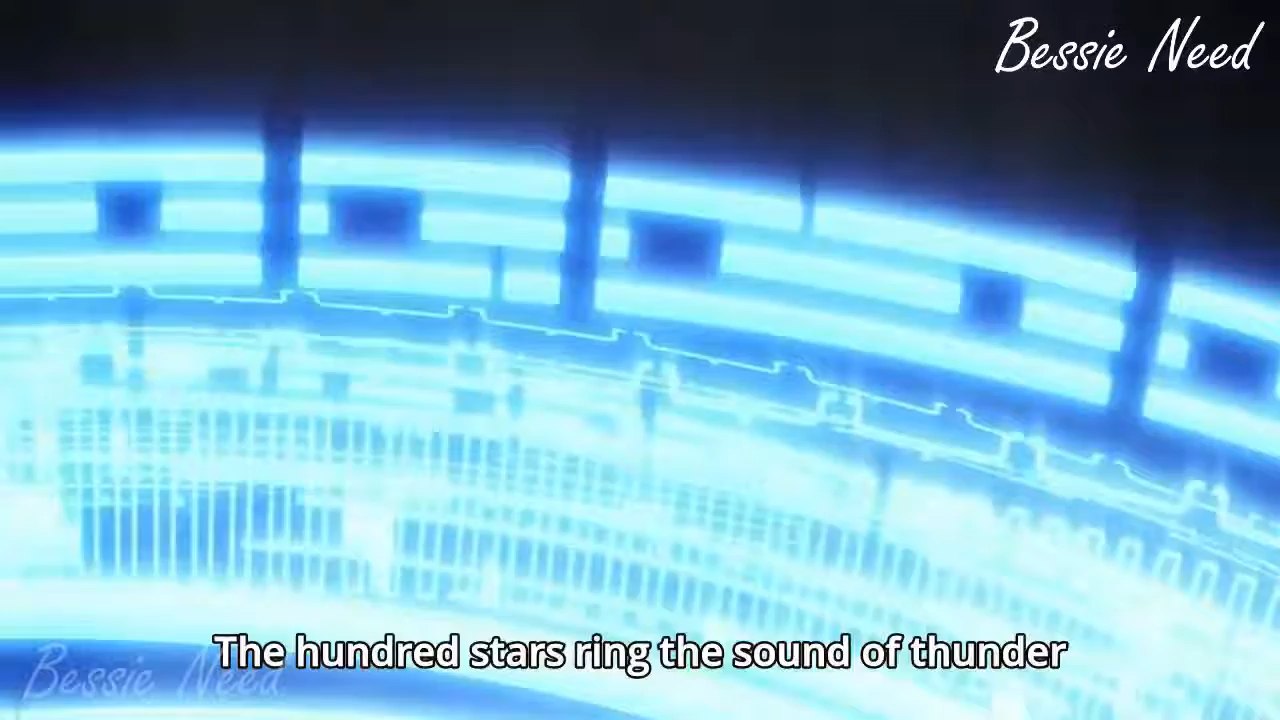 Bessie Need
The hundred stars ring the sound of thunder
Bessie Need